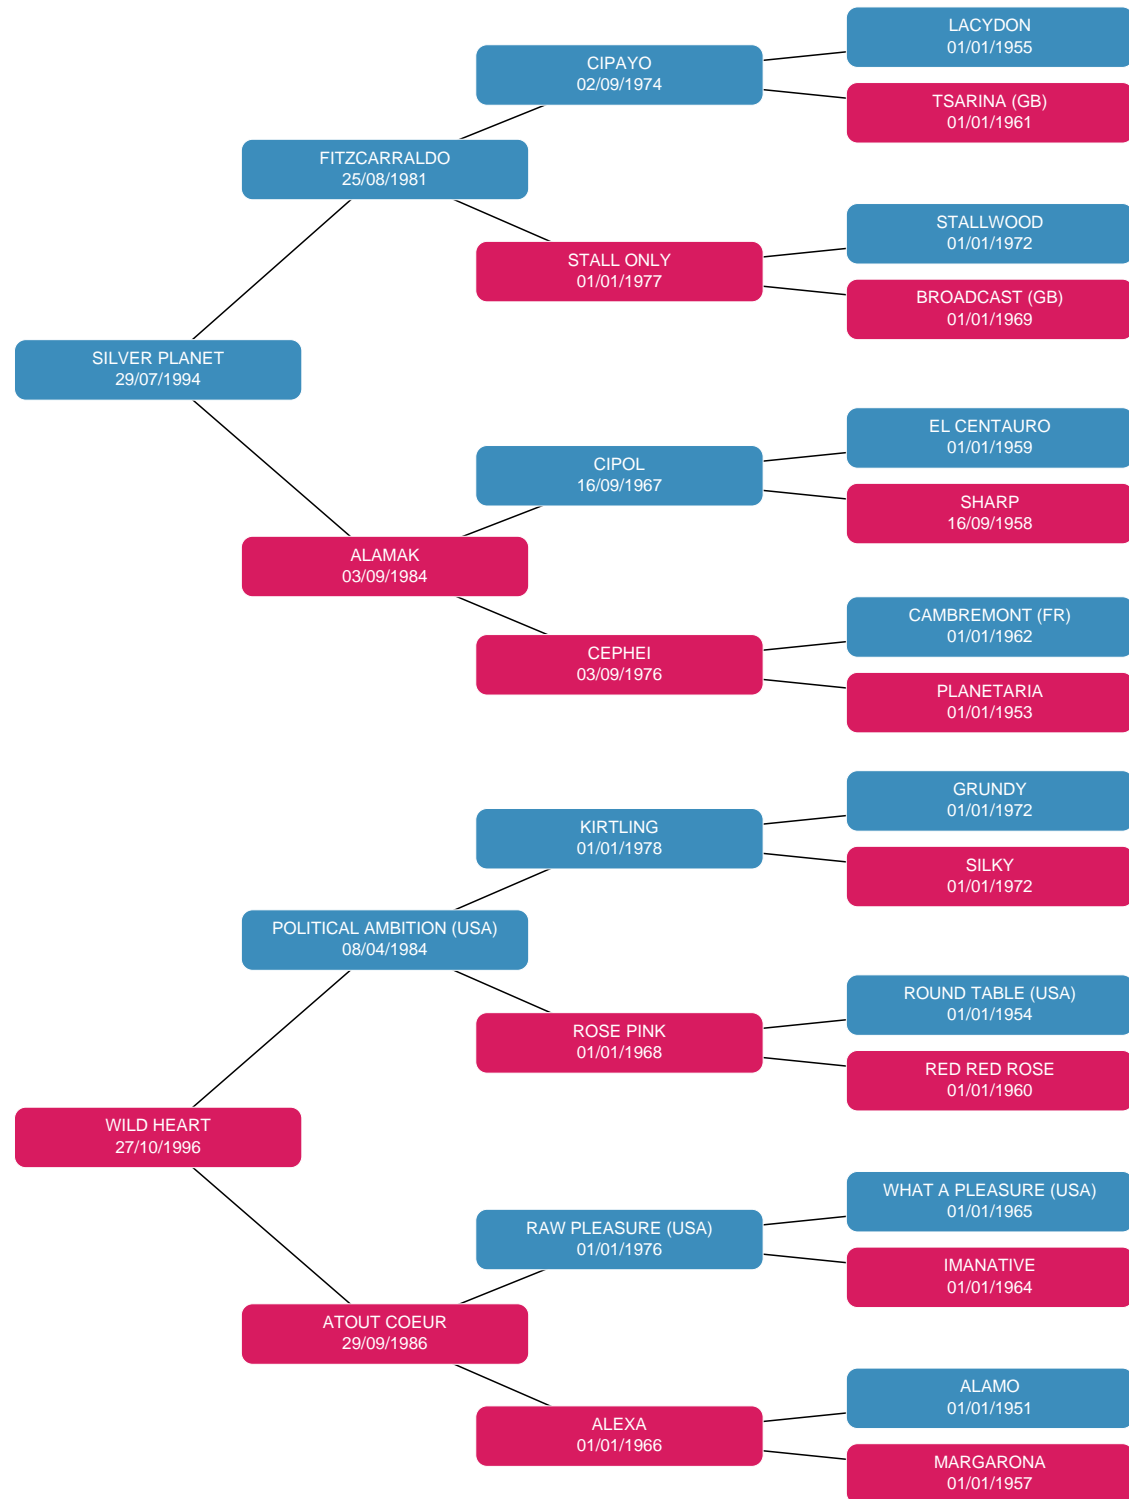 LACYDON
01/01/1955
CIPAYO
02/09/1974
TSARINA (GB)
01/01/1961
FITZCARRALDO
25/08/1981
STALLWOOD
01/01/1972
STALL ONLY
01/01/1977
BROADCAST (GB)
01/01/1969
SILVER PLANET
29/07/1994
EL CENTAURO
01/01/1959
CIPOL
16/09/1967
SHARP
16/09/1958
ALAMAK
03/09/1984
CAMBREMONT (FR)
01/01/1962
CEPHEI
03/09/1976
PLANETARIA
01/01/1953
GRUNDY
01/01/1972
KIRTLING
01/01/1978
SILKY
01/01/1972
POLITICAL AMBITION (USA)
08/04/1984
ROUND TABLE (USA)
01/01/1954
ROSE PINK
01/01/1968
RED RED ROSE
01/01/1960
WILD HEART
27/10/1996
WHAT A PLEASURE (USA)
01/01/1965
RAW PLEASURE (USA)
01/01/1976
IMANATIVE
01/01/1964
ATOUT COEUR
29/09/1986
ALAMO
01/01/1951
ALEXA
01/01/1966
MARGARONA
01/01/1957